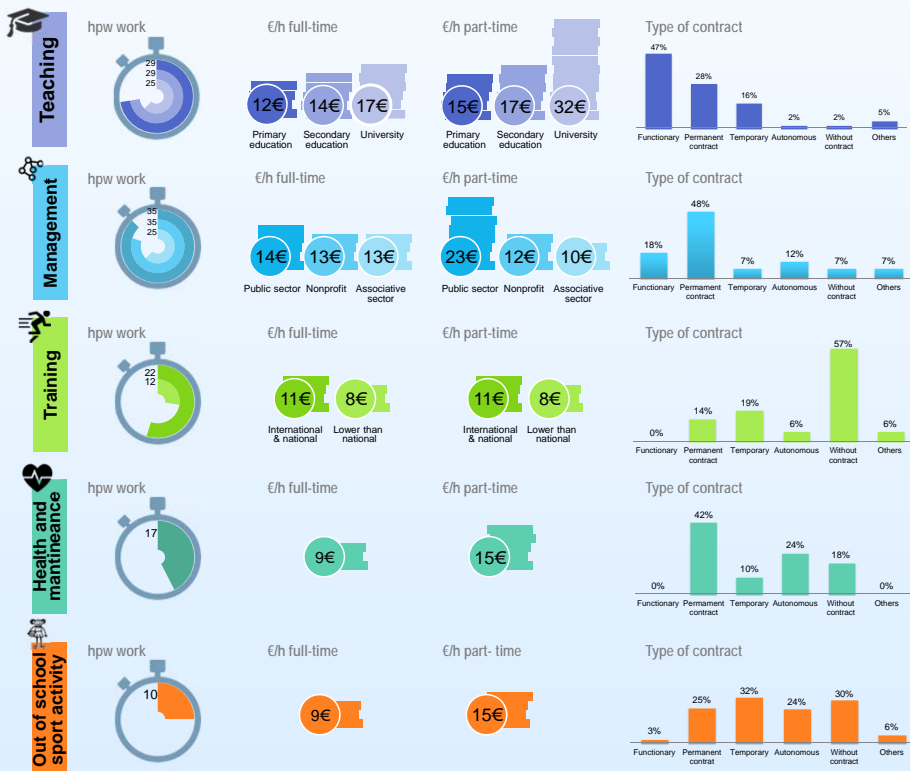 Teaching
hpw work
29
29
25
€/h full-time
12€
14€
17€
Primary
education
Secondary
education
University
€/h part-time
15€
17€
32€
Primary
education
Secondary
education
University
Type of contract
47%
28%
16%
2%
2%
5%
Functionary
Permanent
contract
Temporary
Autonomous
Without
contract
Others
Management
hpw work
35
35
25
€/h full-time
14€
13€
13€
Public sector
Nonprofit
Associative
sector
€/h part-time
23€
12€
10€
Public sector
Nonprofit
Associative
sector
Type of contract
18%
48%
7%
12%
7%
7%
Functionary
Permament
contract
Temporary
Autonomous
Without
contract
Others
Training
hpw work
22
12
€/h full-time
11€
8€
International
& national
Lower than
national
€/h part-time
11€
8€
International
& national
Lower than
national
Type of contract
0%
14%
19%
6%
57%
6%
Functionary
Permanent
contract
Temporary
Autonomous
Without
contract
Others
Health and
mantineance
hpw work
17
€/h full-time
9€
€/h part-time
15€
Type of contract
0%
42%
10%
24%
18%
0%
Functionary
Permament
contract
Temporary
Autonomous
Without
contract
Others
Out of school
sport activity
hpw work
10
€/h full-time
9€
€/h part- time
15€
Type of contract
3%
25%
32%
24%
30%
6%
Functionary
Permanent
contrat
Temporary
Autonomous
Without
contract
Others